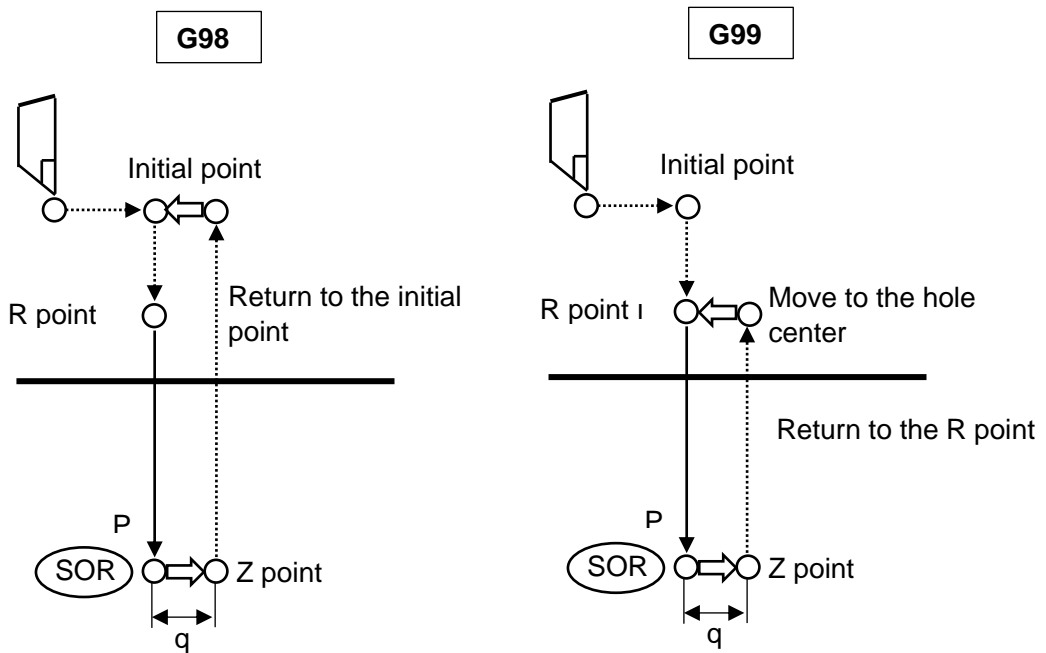 G98
Initial point
R point
Return to the initial
point
P
SOR
Z point
q
G99
Initial point
R point ı
Move to the hole
center
Return to the R point
P
SOR
Z point
q